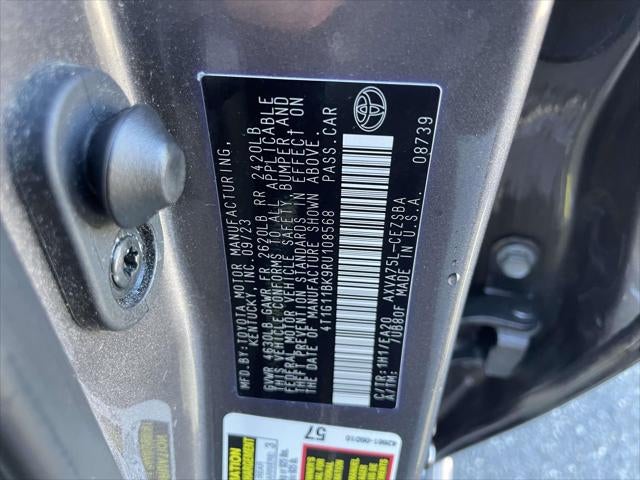 MFD.BY:TOYOTA MOTOR MANUFACTURING,
KENTUCKY, INC. 09/23
GVWR 4830LB GAWR FR 2620LB RR 2420LB
THIS VEHICLE CONFORMS TO ALL APPLICABLE
FEDERAL MOTOR VEHICLE SAFETY, BUMPER AND
THEFT PREVENTION STANDARDS IN EFFECT ON
THE DATE OF MANUFACTURE SHOWN ABOVE.
4T1G11BK9RU108568 PASS.CAR
C/TR:1H1/EA20 AXVA75L-CEZSBA
A/TM: 7UB80F MADE IN U.S.A. 08739
57